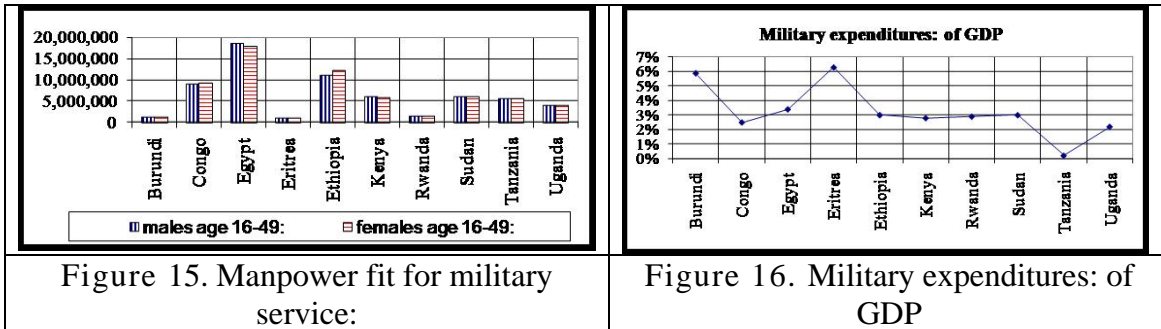 20,000,000
15,000,000
10,000,000
5,000,000
0
Burundi
Congo
Egypt
Eritrea
Ethiopia
Kenya
Rwanda
Sudan
Tanzania
Uganda
males age 16-49: females age 16-49:
Figure 15. Manpower fit for military
service:
Military expenditures: of GDP
7%
6%
5%
4%
3%
2%
1%
0%
Burundi
Congo
Egypt
Eritrea
Ethiopia
Kenya
Rwanda
Sudan
Tanzania
Uganda
Figure 16. Military expenditures: of
GDP